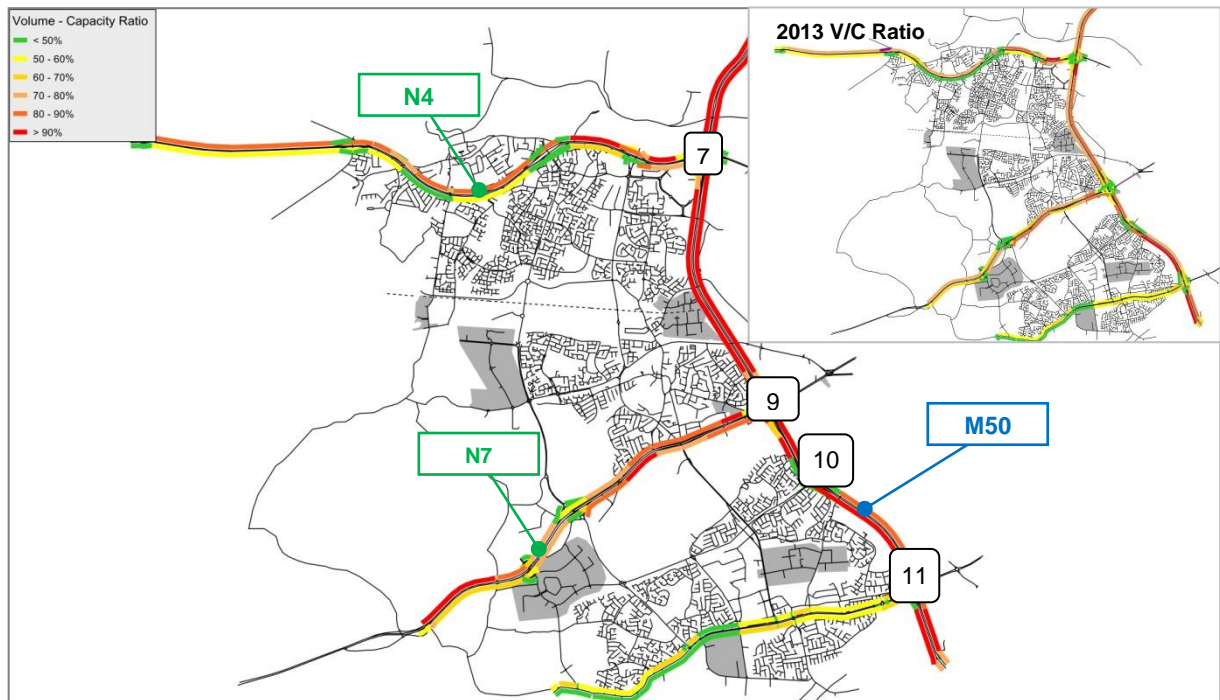 Volume - Capacity Ratio
< 50%
50 - 60%
60 - 70%
70 - 80%
80 - 90%
> 90%
2013 V/C Ratio
N4
7
9
M50
10
N7
11